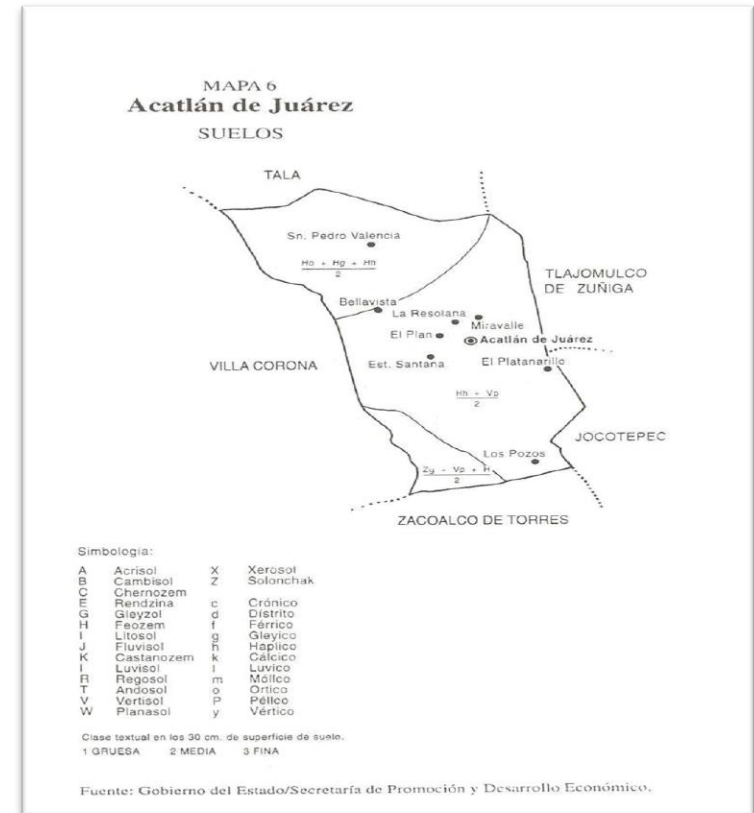 MAPA 6
Acatlán de Juárez
SUELOS
TALA
Sn. Pedro Valencia
Ho + Hg + Hh
2
TLAJOMULCO
DE ZUÑIGA
Bellavista
La Resolana
Miravalle
El Plan
Acatlán de Juárez
VILLA CORONA
Est. Santana
El Platanarillo
Hh + Vp
2
JOCOTEPEC
Los Pozos
Zg - Vp + H
2
ZACOALCO DE TORRES
Simbología:
A Acrisol X Xerosol
B Cambisol Z Solonchak
C Chernozem
E Rendzina c Crónico
G Gleyzol d Distrito
H Feozem f Férrico
I Litosol g Gleyico
J Fluvisol h Haplico
K Castanozem k Cálcico
l Luvisol l Luvico
R Regosol m Mólico
T Andosol o Ortico
V Vertisol P Pélico
W Planasol y Vértico
Clase textual en los 30 cm. de superficie de suelo.
1 GRUESA 2 MEDIA 3 FINA
Fuente: Gobierno del Estado/Secretaría de Promoción y Desarrollo Económico.